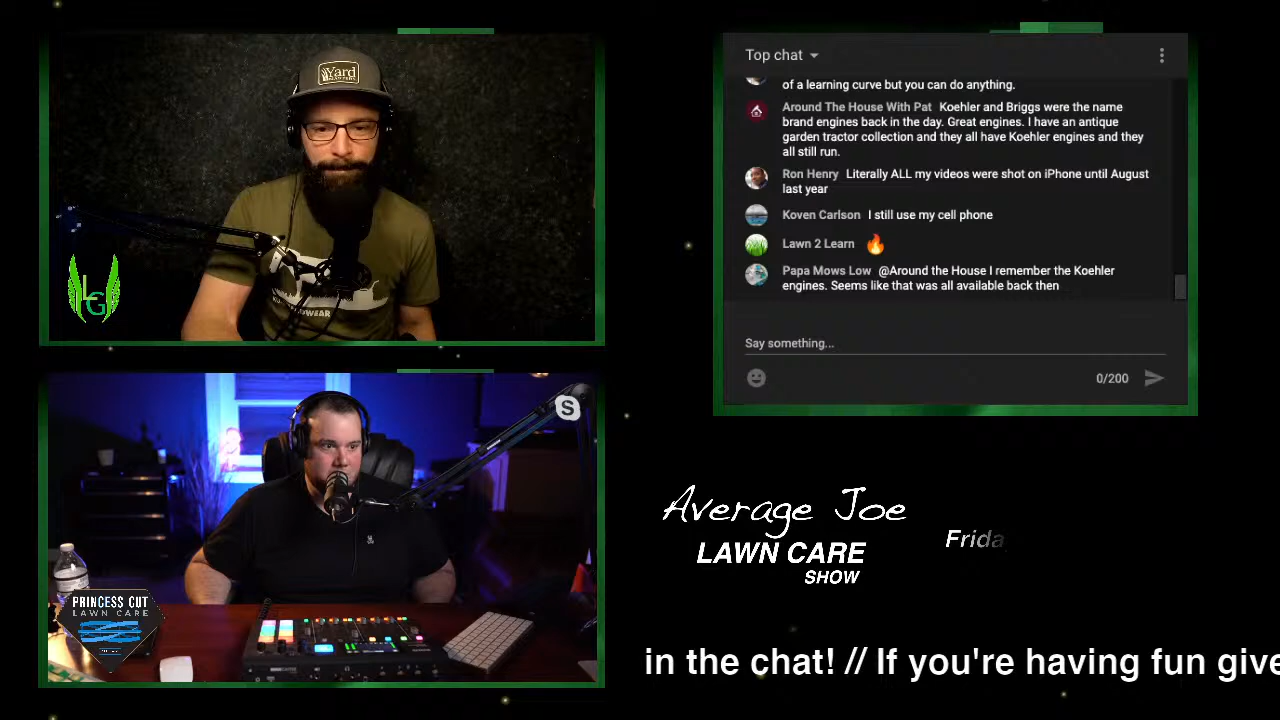 Yard
LG
WEAR
S
PRINCESS CUT
LAWN CARE
Top chat
of a learning curve but you can do anything.
Around The House With Pat Koehler and Briggs were the name
brand engines back in the day. Great engines. I have an antique
garden tractor collection and they all have Koehler engines and they
all still run.
Ron Henry Literally ALL my videos were shot on iPhone until August
last year
Koven Carlson I still use my cell phone
Lawn 2 Learn 🔥
Papa Mows Low @Around the House I remember the Koehler
engines. Seems like that was all available back then
Say something...
0/200
Average Joe
LAWN CARE
SHOW
Frida
in the chat! // If you're having fun give